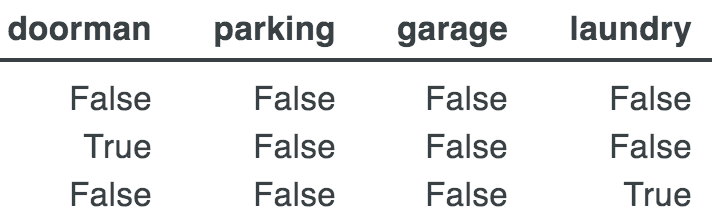 doorman parking garage laundry
False False False False
True False False False
False False False True